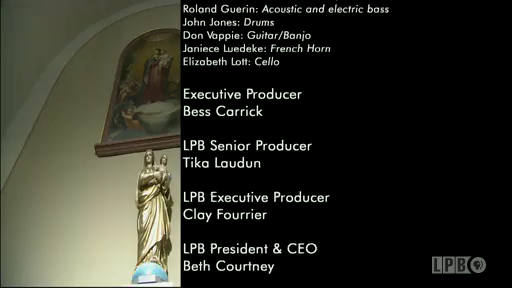 Roland Guerin: Acoustic and electric bass
John Jones: Drums
Don Vappie: Guitar/Banjo
Janiece Luedeke: French Horn
Elizabeth Lott: Cello
Executive Producer
Bess Carrick
LPB Senior Producer
Tika Laudun
LPB Executive Producer
Clay Fourrier
LPB President & CEO
Beth Courtney
LPB